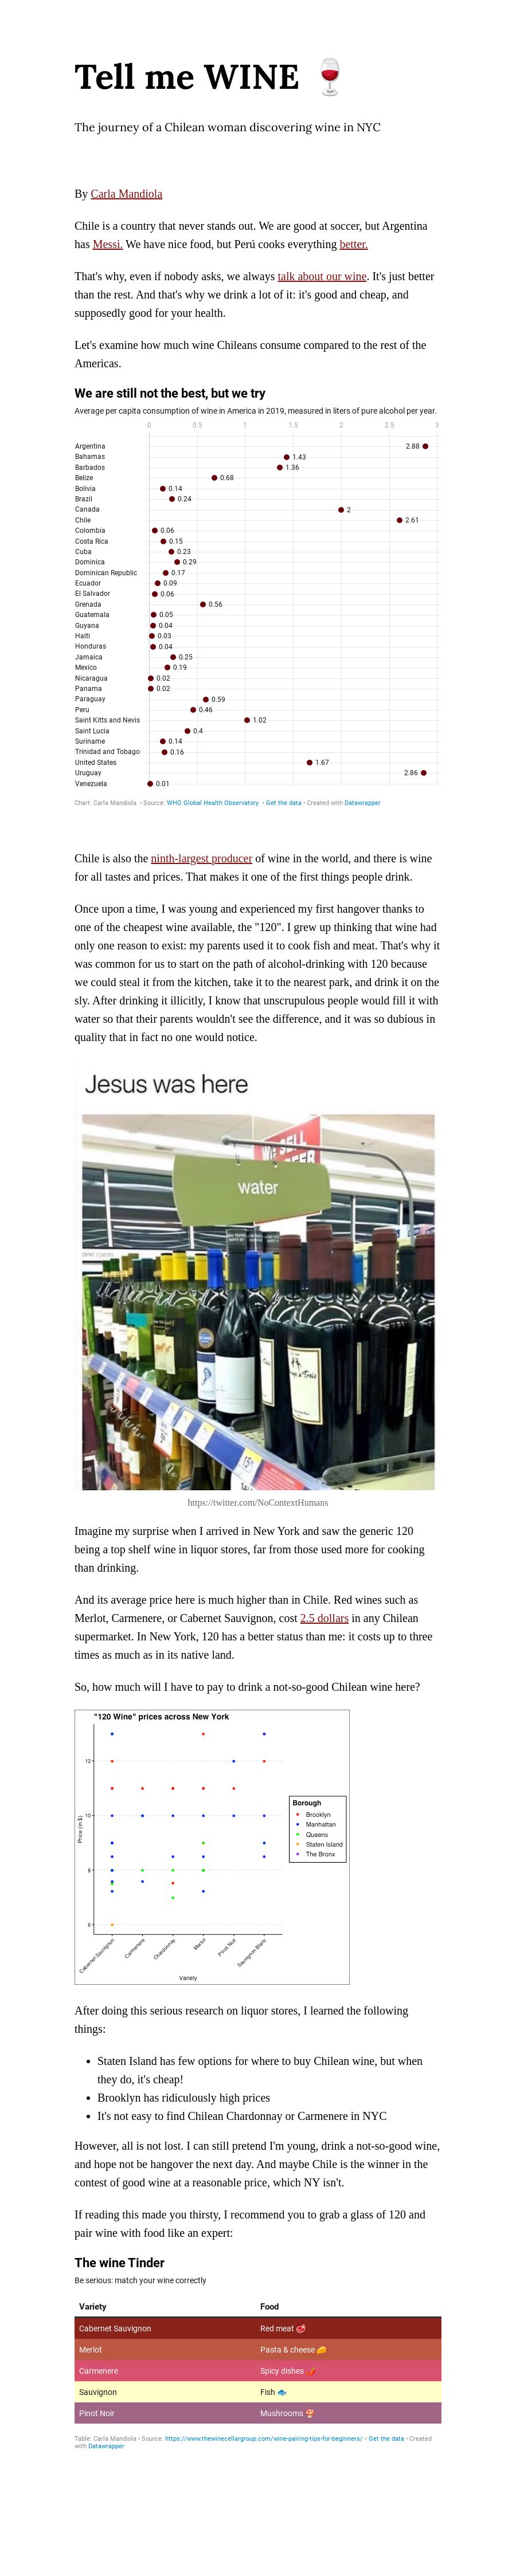 Tell me WINE 🍷
The journey of a Chilean woman discovering wine in NYC
By Carla Mandiola
Chile is a country that never stands out. We are good at soccer, but Argentina
has Messi. We have nice food, but Perú cooks everything better.
That's why, even if nobody asks, we always talk about our wine. It's just better
than the rest. And that's why we drink a lot of it: it's good and cheap, and
supposedly good for your health.
Let's examine how much wine Chileans consume compared to the rest of the
Americas.
We are still not the best, but we try
Average per capita consumption of wine in America in 2019, measured in liters of pure alcohol per year.
0 0.5 1 1.5 2 2.5 3
Argentina 2.88
Bahamas 1.43
Barbados 1.36
Belize 0.68
Bolivia 0.14
Brazil 0.24
Canada 2
Chile 2.61
Colombia 0.06
Costa Rica 0.15
Cuba 0.23
Dominica 0.29
Dominican Republic 0.17
Ecuador 0.09
El Salvador 0.06
Grenada 0.56
Guatemala 0.05
Guyana 0.04
Haiti 0.03
Honduras 0.04
Jamaica 0.25
Mexico 0.19
Nicaragua 0.02
Panama 0.02
Paraguay 0.59
Peru 0.46
Saint Kitts and Nevis 1.02
Saint Lucia 0.4
Suriname 0.14
Trinidad and Tobago 0.16
United States 1.67
Uruguay 2.86
Venezuela 0.01
Chart: Carla Mandiola • Source: WHO Global Health Observatory • Get the data • Created with Datawrapper
Chile is also the ninth-largest producer of wine in the world, and there is wine
for all tastes and prices. That makes it one of the first things people drink.
Once upon a time, I was young and experienced my first hangover thanks to
one of the cheapest wine available, the "120". I grew up thinking that wine had
only one reason to exist: my parents used it to cook fish and meat. That's why it
was common for us to start on the path of alcohol-drinking with 120 because
we could steal it from the kitchen, take it to the nearest park, and drink it on the
sly. After drinking it illicitly, I know that unscrupulous people would fill it with
water so that their parents wouldn't see the difference, and it was so dubious in
quality that in fact no one would notice.
Jesus was here
water
https://twitter.com/NoContextHumans
Imagine my surprise when I arrived in New York and saw the generic 120
being a top shelf wine in liquor stores, far from those used more for cooking
than drinking.
And its average price here is much higher than in Chile. Red wines such as
Merlot, Carmenere, or Cabernet Sauvignon, cost 2.5 dollars in any Chilean
supermarket. In New York, 120 has a better status than me: it costs up to three
times as much as in its native land.
So, how much will I have to pay to drink a not-so-good Chilean wine here?
"120 Wine" prices across New York
12
10
8
6
Price (in $)
Cabernet Sauvignon Carmenere Chardonnay Merlot Pinot Noir Sauvignon Blanc
Variety
Borough
Brooklyn
Manhattan
Queens
Staten Island
The Bronx
After doing this serious research on liquor stores, I learned the following
things:
• Staten Island has few options for where to buy Chilean wine, but when
they do, it's cheap!
• Brooklyn has ridiculously high prices
• It's not easy to find Chilean Chardonnay or Carmenere in NYC
However, all is not lost. I can still pretend I'm young, drink a not-so-good wine,
and hope not be hangover the next day. And maybe Chile is the winner in the
contest of good wine at a reasonable price, which NY isn't.
If reading this made you thirsty, I recommend you to grab a glass of 120 and
pair wine with food like an expert:
The wine Tinder
Be serious: match your wine correctly
Variety Food
Cabernet Sauvignon Red meat 🥩
Merlot Pasta & cheese 🧀
Carmenere Spicy dishes 🌶️
Sauvignon Fish 🐟
Pinot Noir Mushrooms 🍄
Table: Carla Mandiola • Source: https://www.thewinecellargroup.com/wine-pairing-tips-for-beginners/ • Get the data • Created
with Datawrapper